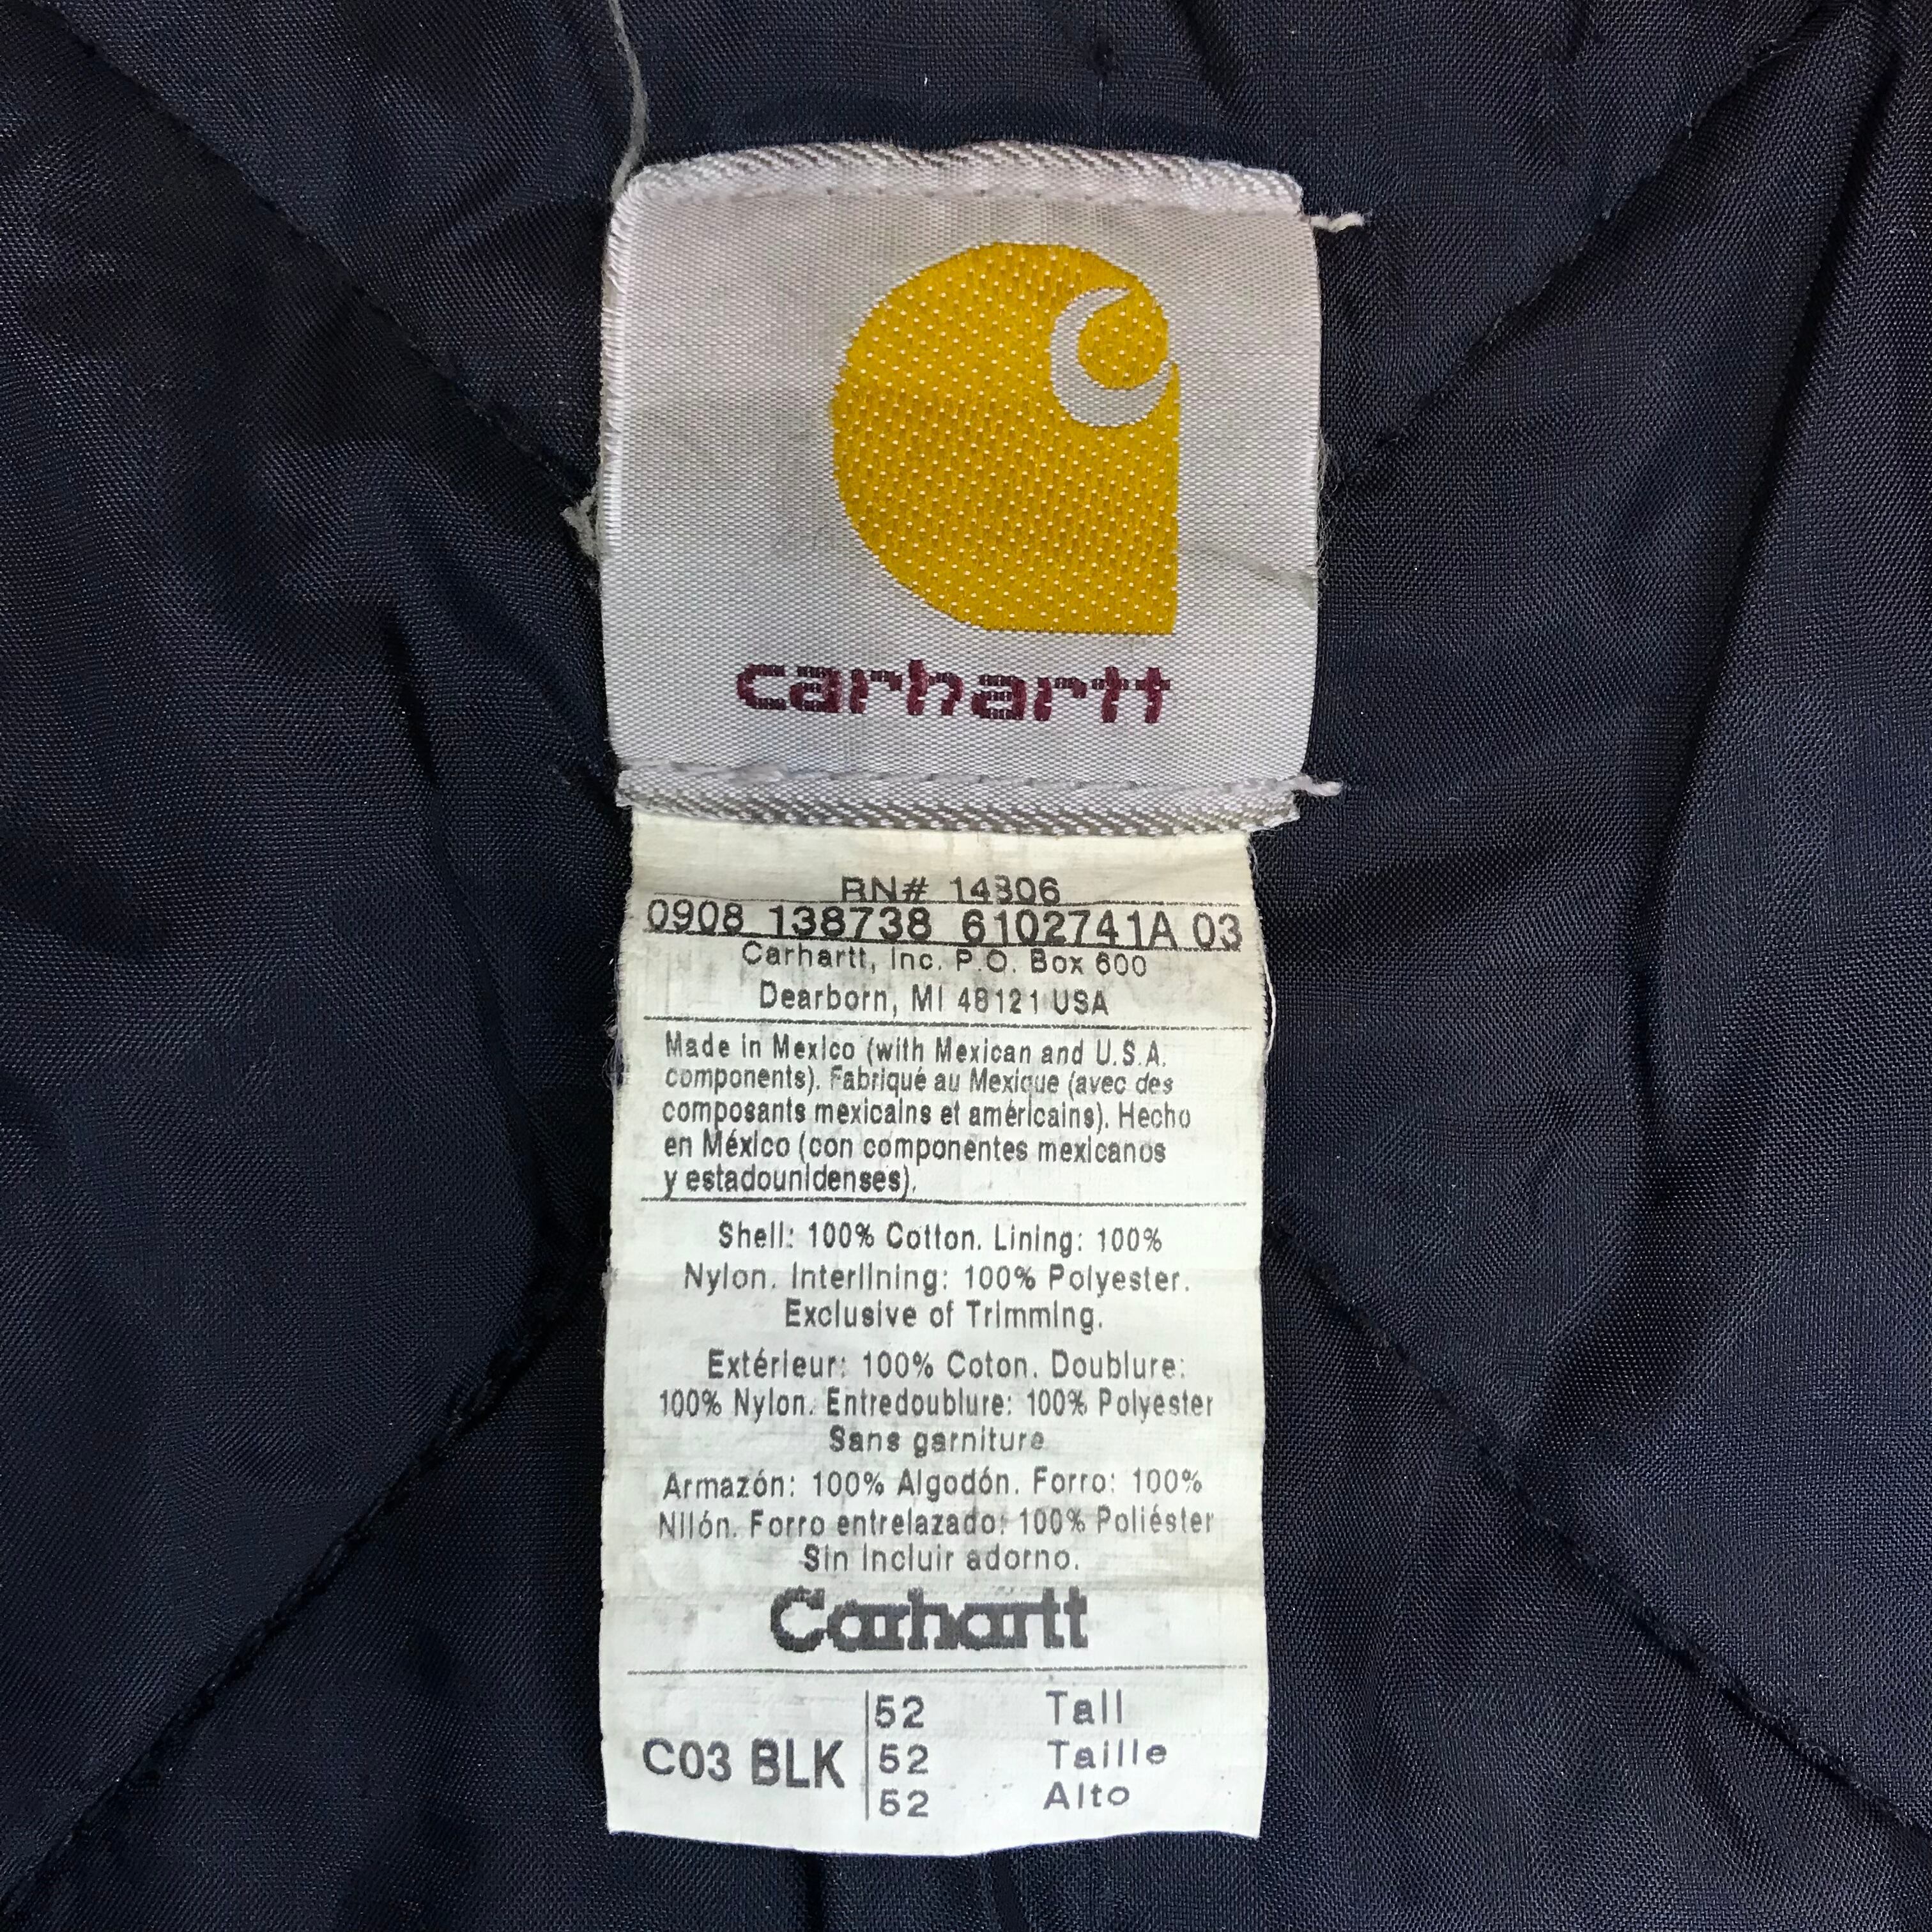 carhartt
RN# 14806
0908 138738 6102741A 03
Carhartt, Inc. P.O. Box 600
Dearborn, MI 48121 USA
Made in Mexico (with Mexican and U.S.A.
components). Fabriqué au Mexique (avec des
composants mexicains et américains). Hecho
en México (con componentes mexicanos
y estadounidenses).
Shell: 100% Cotton. Lining: 100%
Nylon. Interlining: 100% Polyester.
Exclusive of Trimming.
Extérieur: 100% Coton. Doublure:
100% Nylon. Entredoublure: 100% Polyester
Sans garniture
Armazón: 100% Algodón. Forro: 100%
Nilón. Forro entrelazado: 100% Poliéster
Sin incluir adorno.
Carhartt
C03 BLK
52 Tall
52 Taille
52 Alto